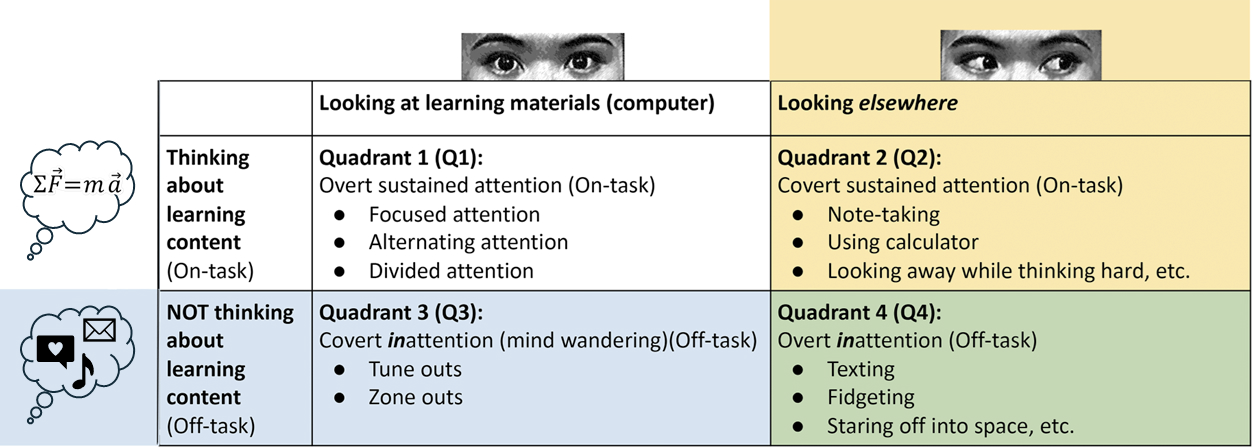 Looking at learning materials (computer)
Looking elsewhere
ΣF⃗=m a⃗
Thinking
about
learning
content
(On-task)
Quadrant 1 (Q1):
Overt sustained attention (On-task)
● Focused attention
● Alternating attention
● Divided attention
Quadrant 2 (Q2):
Covert sustained attention (On-task)
● Note-taking
● Using calculator
● Looking away while thinking hard, etc.
NOT thinking
about
learning
content
(Off-task)
Quadrant 3 (Q3):
Covert inattention (mind wandering)(Off-task)
● Tune outs
● Zone outs
Quadrant 4 (Q4):
Overt inattention (Off-task)
● Texting
● Fidgeting
● Staring off into space, etc.